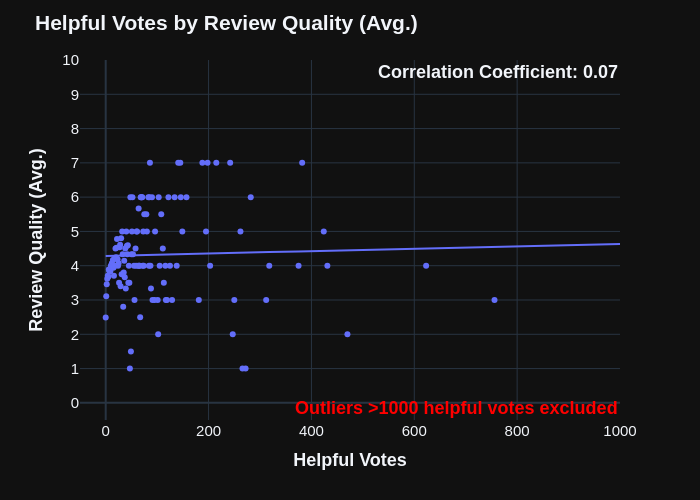 Helpful Votes by Review Quality (Avg.)
Correlation Coefficient: 0.07
10
9
8
7
6
5
4
3
2
1
0
Review Quality (Avg.)
Outliers >1000 helpful votes excluded
0 200 400 600 800 1000
Helpful Votes